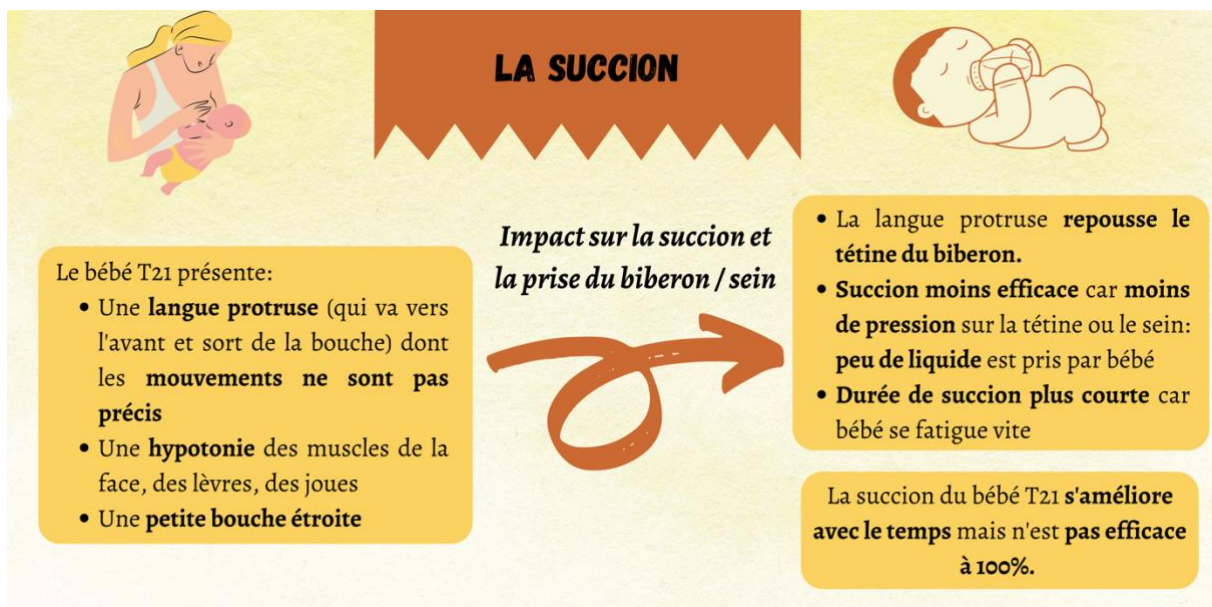 LA SUCCION
Le bébé T21 présente:
• Une langue protruse (qui va vers
l'avant et sort de la bouche) dont
les mouvements ne sont pas
précis
• Une hypotonie des muscles de la
face, des lèvres, des joues
• Une petite bouche étroite
Impact sur la succion et
la prise du biberon / sein
• La langue protruse repousse le
tétine du biberon.
• Succion moins efficace car moins
de pression sur la tétine ou le sein:
peu de liquide est pris par bébé
• Durée de succion plus courte car
bébé se fatigue vite
La succion du bébé T21 s'améliore
avec le temps mais n'est pas efficace
à 100%.